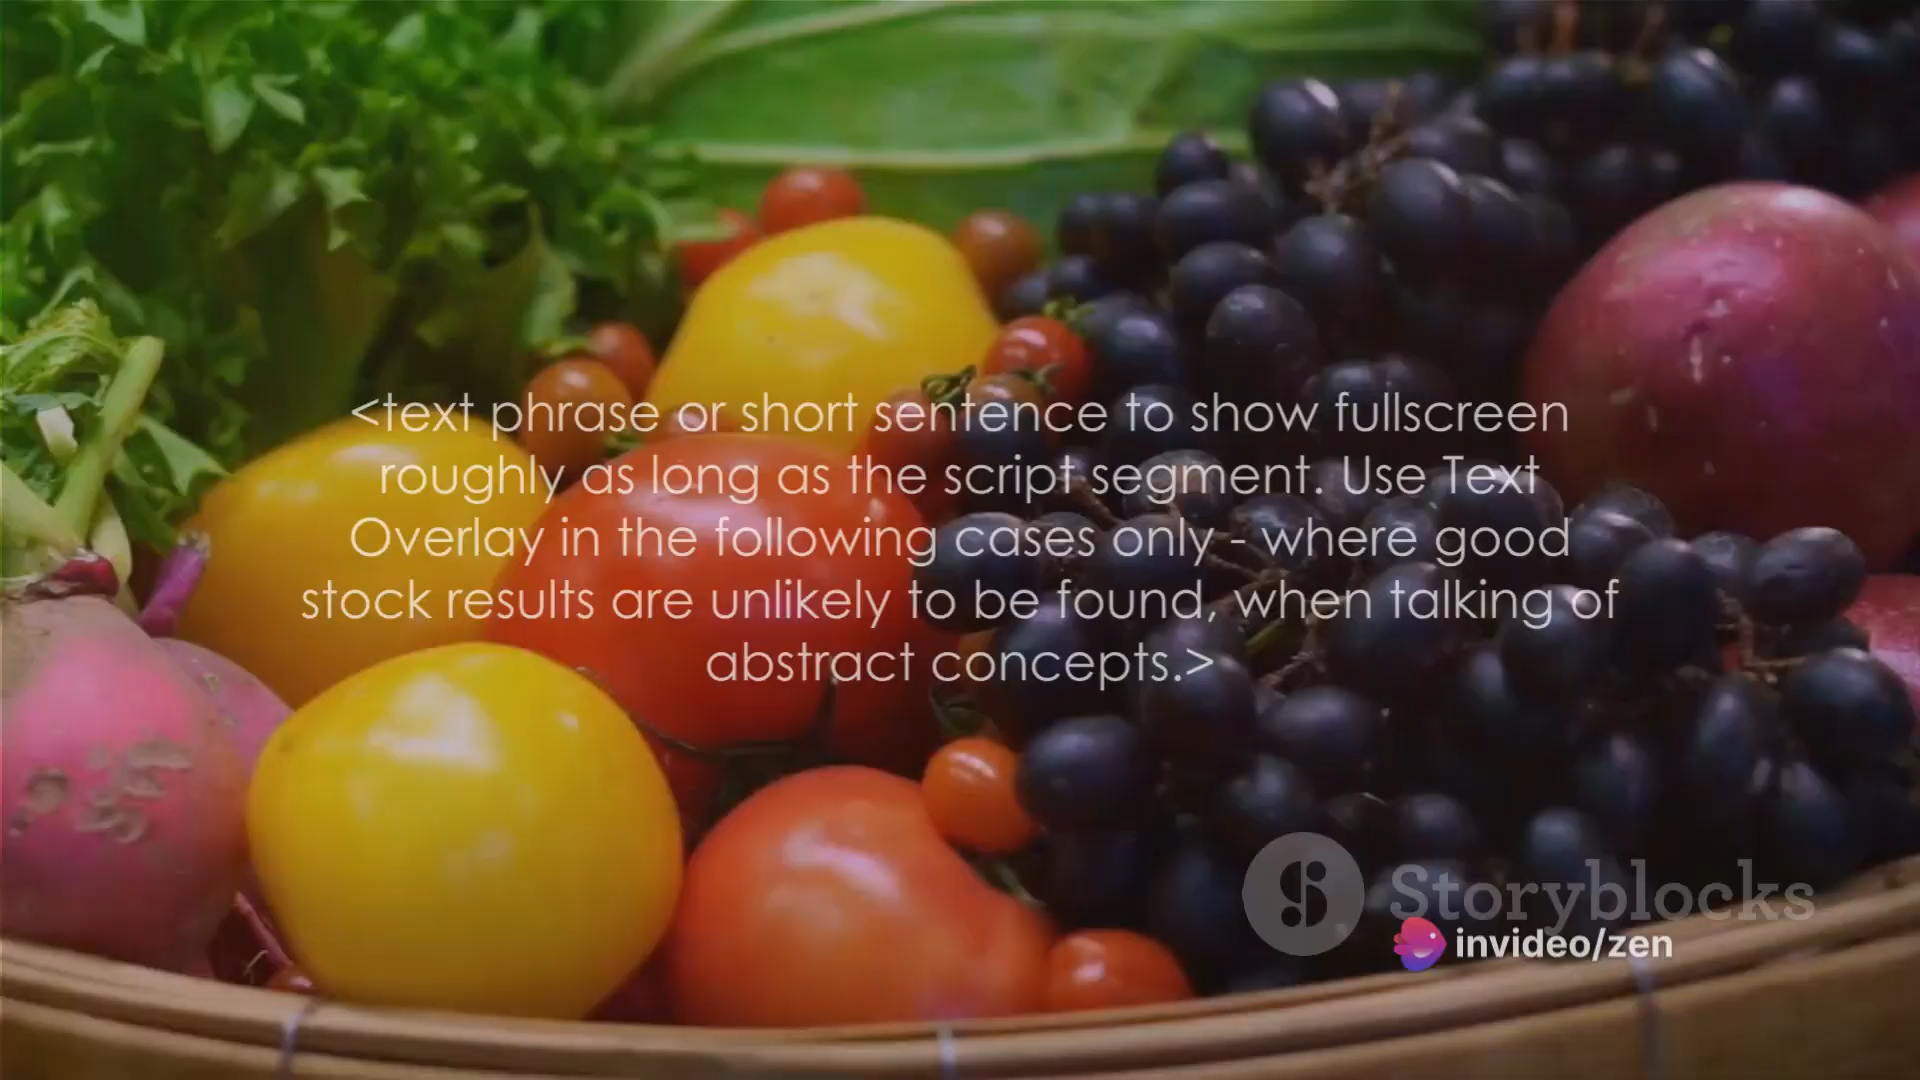 <text phrase or short sentence to show fullscreen
roughly as long as the script segment. Use Text
Overlay in the following cases only - where good
stock results are unlikely to be found, when talking of
abstract concepts.>
Storyblocks
invideo/zen